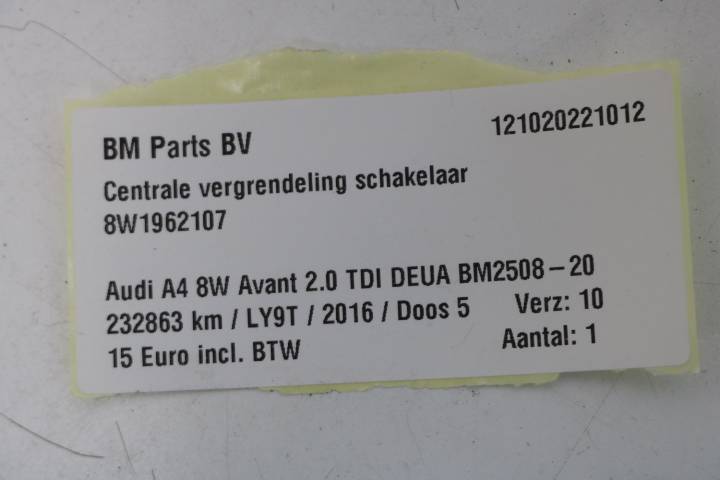 BM Parts BV 121020221012
Centrale vergrendeling schakelaar
8W1962107
Audi A4 8W Avant 2.0 TDI DEUA BM2508-20
232863 km / LY9T / 2016 / Doos 5 Verz: 10
15 Euro incl. BTW Aantal: 1